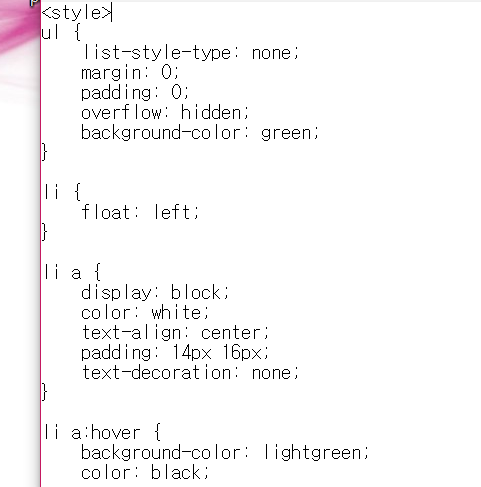 <style>
ul {
    list-style-type: none;
    margin: 0;
    padding: 0;
    overflow: hidden;
    background-color: green;
}

li {
    float: left;
}

li a {
    display: block;
    color: white;
    text-align: center;
    padding: 14px 16px;
    text-decoration: none;
}

li a:hover {
    background-color: lightgreen;
    color: black;